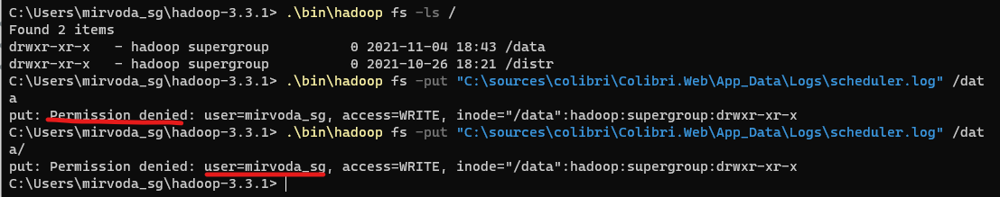 C:\Users\mirvoda_sg\hadoop-3.3.1> .\bin\hadoop fs -ls /
Found 2 items
drwxr-xr-x   - hadoop supergroup          0 2021-11-04 18:43 /data
drwxr-xr-x   - hadoop supergroup          0 2021-10-26 18:21 /distr
C:\Users\mirvoda_sg\hadoop-3.3.1> .\bin\hadoop fs -put "C:\sources\colibri\Colibri.Web\App_Data\Logs\scheduler.log" /dat
a
put: Permission denied: user=mirvoda_sg, access=WRITE, inode="/data":hadoop:supergroup:drwxr-xr-x
C:\Users\mirvoda_sg\hadoop-3.3.1> .\bin\hadoop fs -put "C:\sources\colibri\Colibri.Web\App_Data\Logs\scheduler.log" /dat
a/
put: Permission denied: user=mirvoda_sg, access=WRITE, inode="/data":hadoop:supergroup:drwxr-xr-x
C:\Users\mirvoda_sg\hadoop-3.3.1>